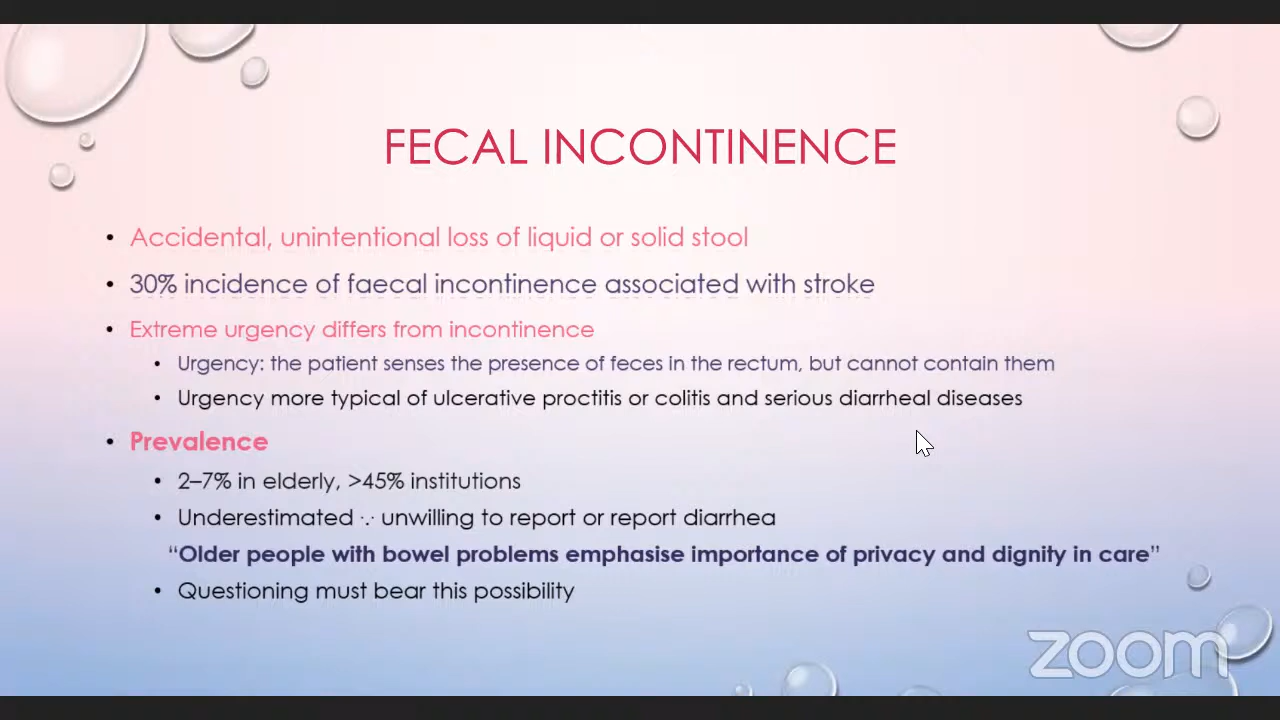 FECAL INCONTINENCE
• Accidental, unintentional loss of liquid or solid stool
• 30% incidence of faecal incontinence associated with stroke
• Extreme urgency differs from incontinence
• Urgency: the patient senses the presence of feces in the rectum, but cannot contain them
• Urgency more typical of ulcerative proctitis or colitis and serious diarrheal diseases
• Prevalence
• 2–7% in elderly, >45% institutions
• Underestimated ∵ unwilling to report or report diarrhea
“Older people with bowel problems emphasise importance of privacy and dignity in care”
• Questioning must bear this possibility
zoom